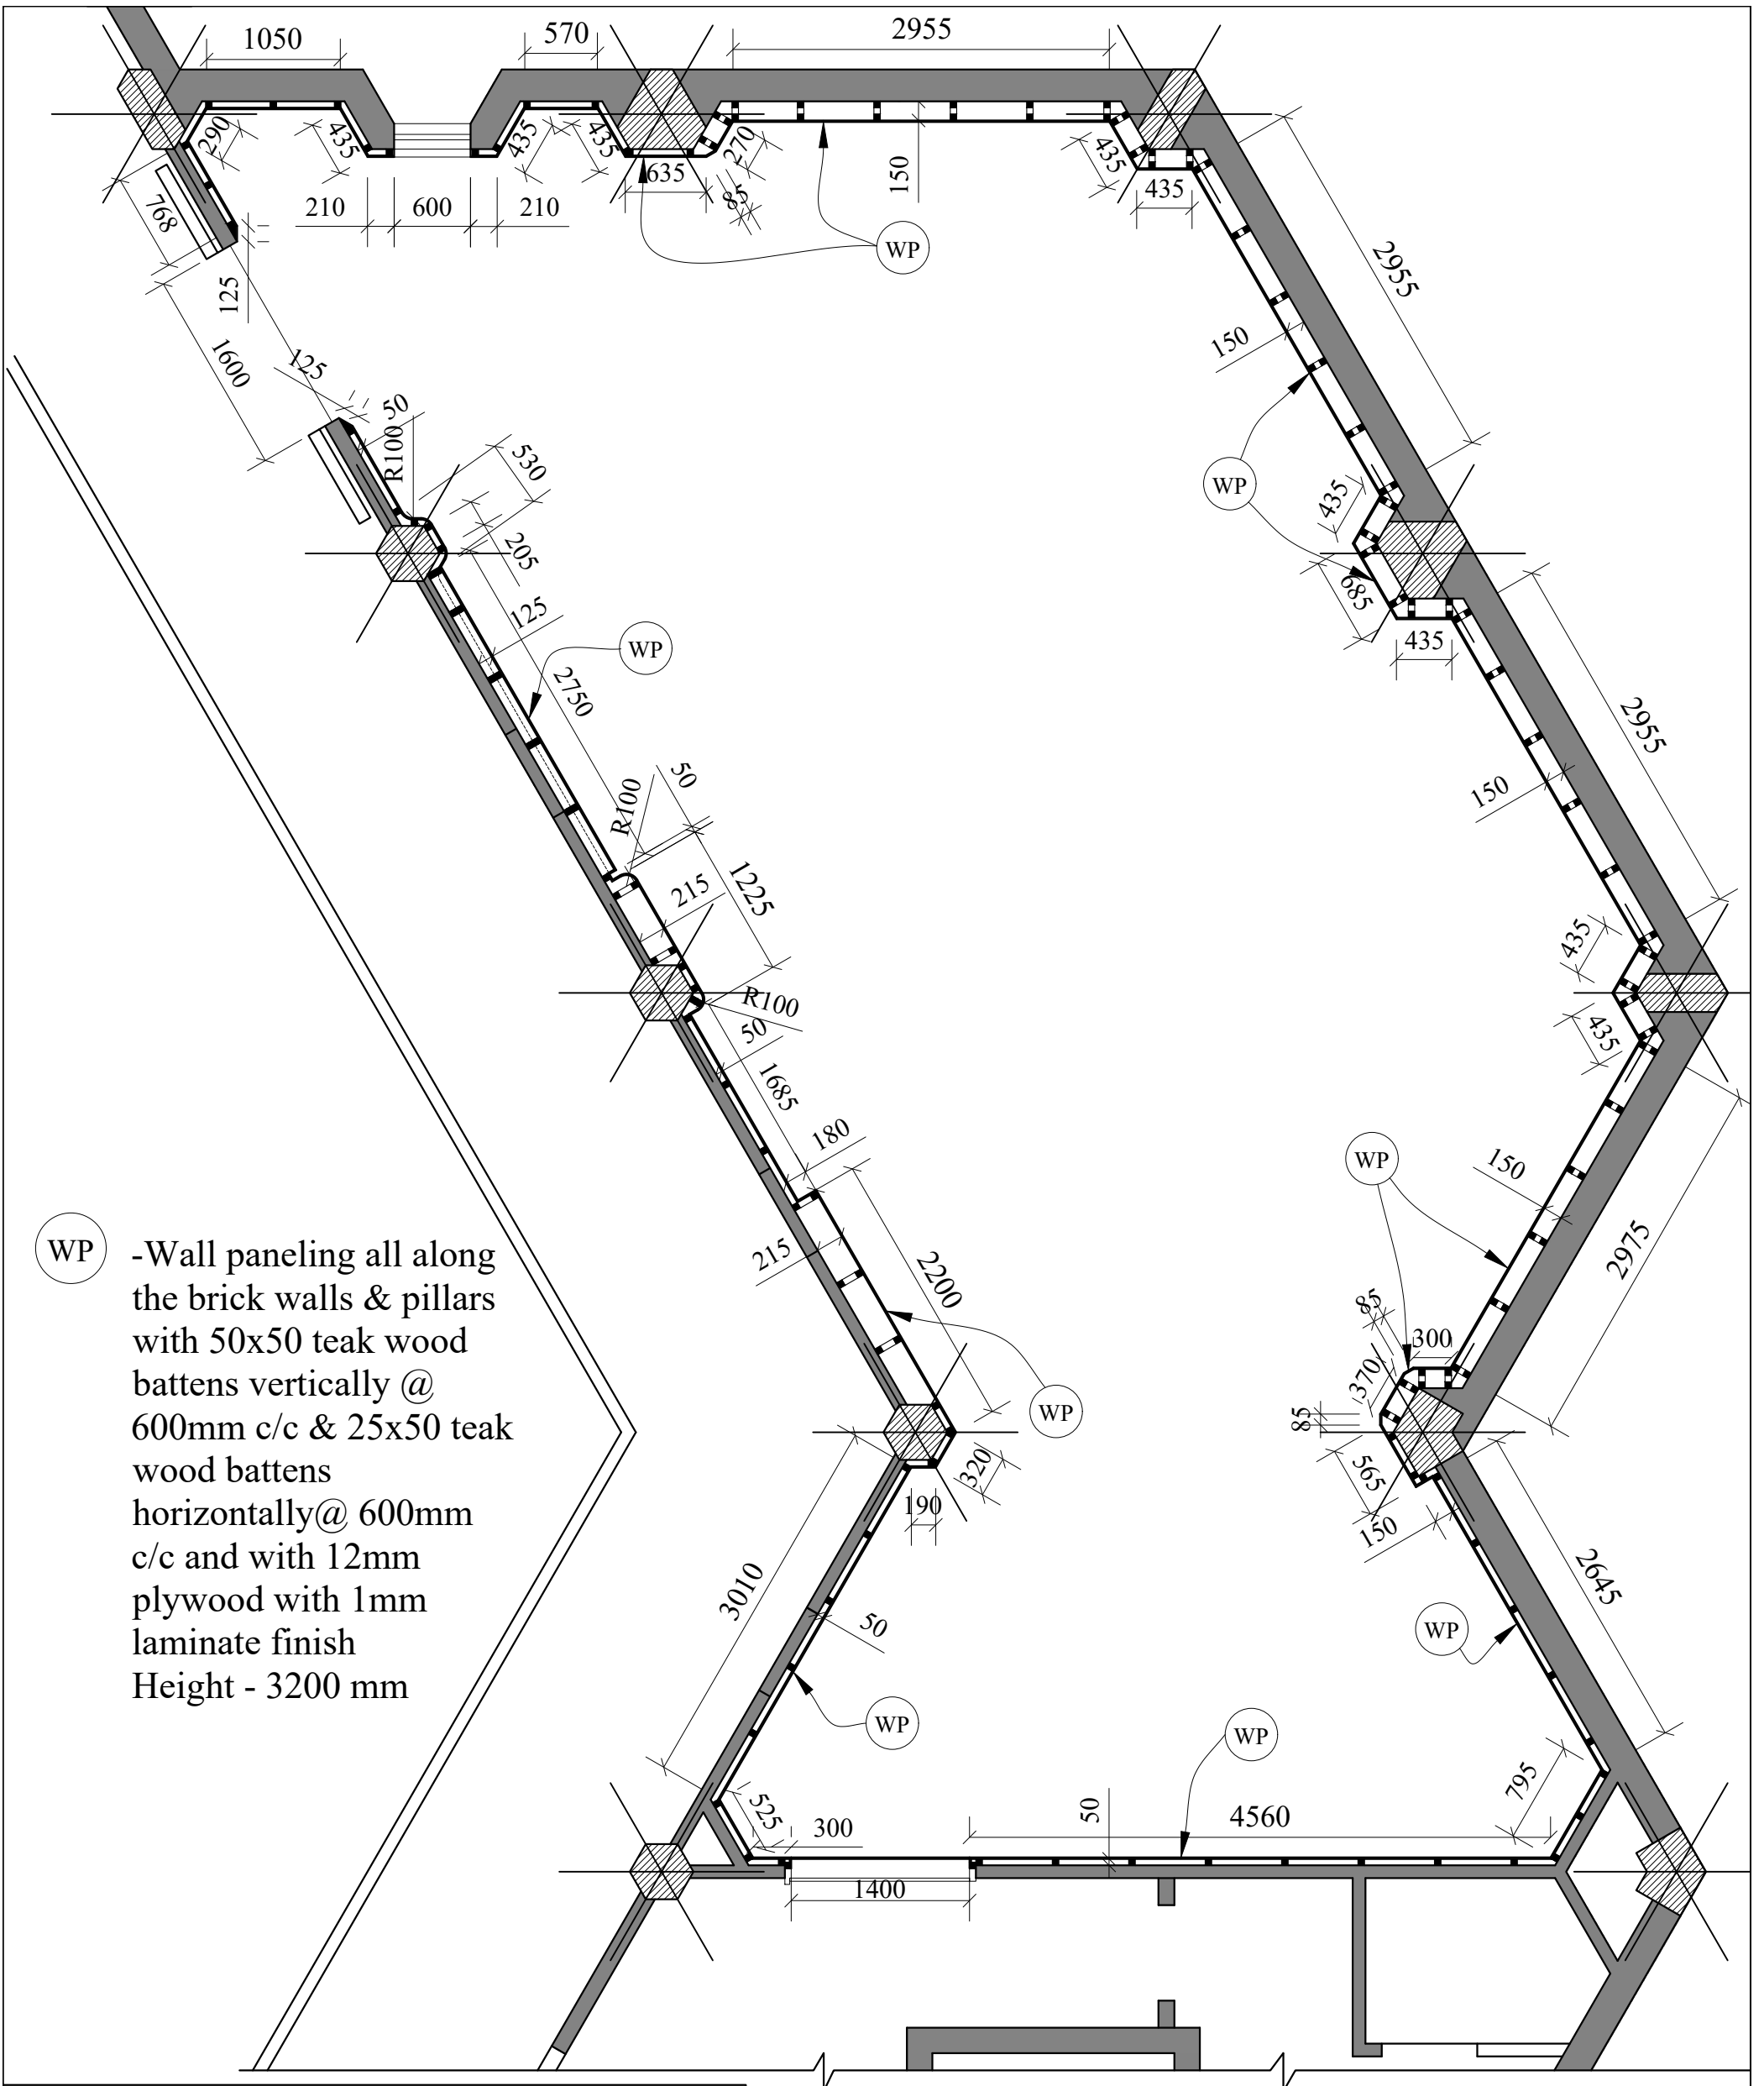 1050
570
2955
290
435
435
435
635
270
85
150
435
435
768
210
600
210
WP
125
2955
1600
125
50
R100
530
150
WP
435
205
685
125
WP
435
2750
2955
50
R100
150
215
1225
435
R100
435
50
1685
180
WP
150
215
2200
2975
85
300
370
85
WP
320
565
190
150
3010
2645
50
WP
WP
WP
525
300
50
4560
795
1400
WP
-Wall paneling all along
the brick walls & pillars
with 50x50 teak wood
battens vertically @
600mm c/c & 25x50 teak
wood battens
horizontally@ 600mm
c/c and with 12mm
plywood with 1mm
laminate finish
Height - 3200 mm